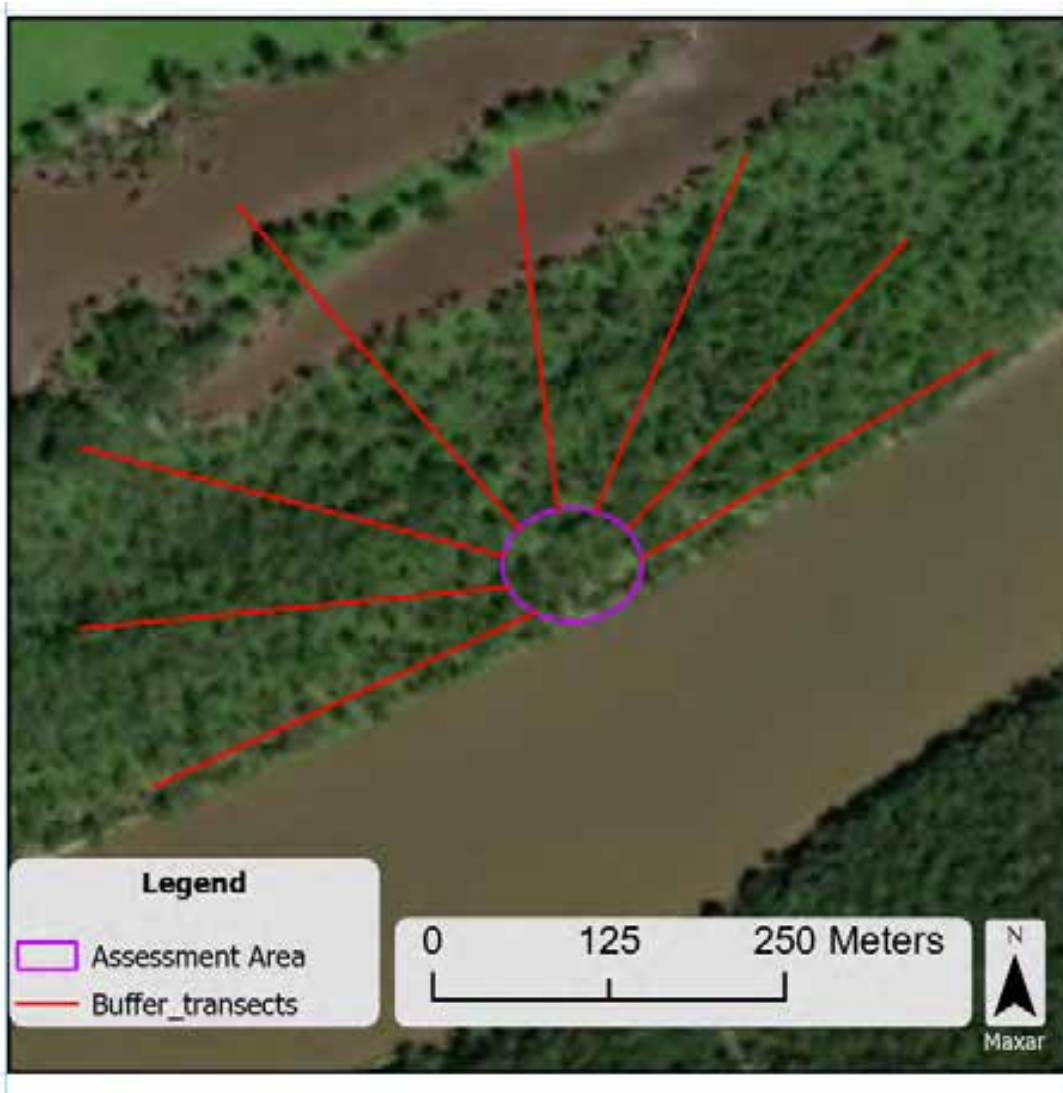 Legend
Assessment Area
Buffer_transects
0 125 250 Meters
N
Maxar